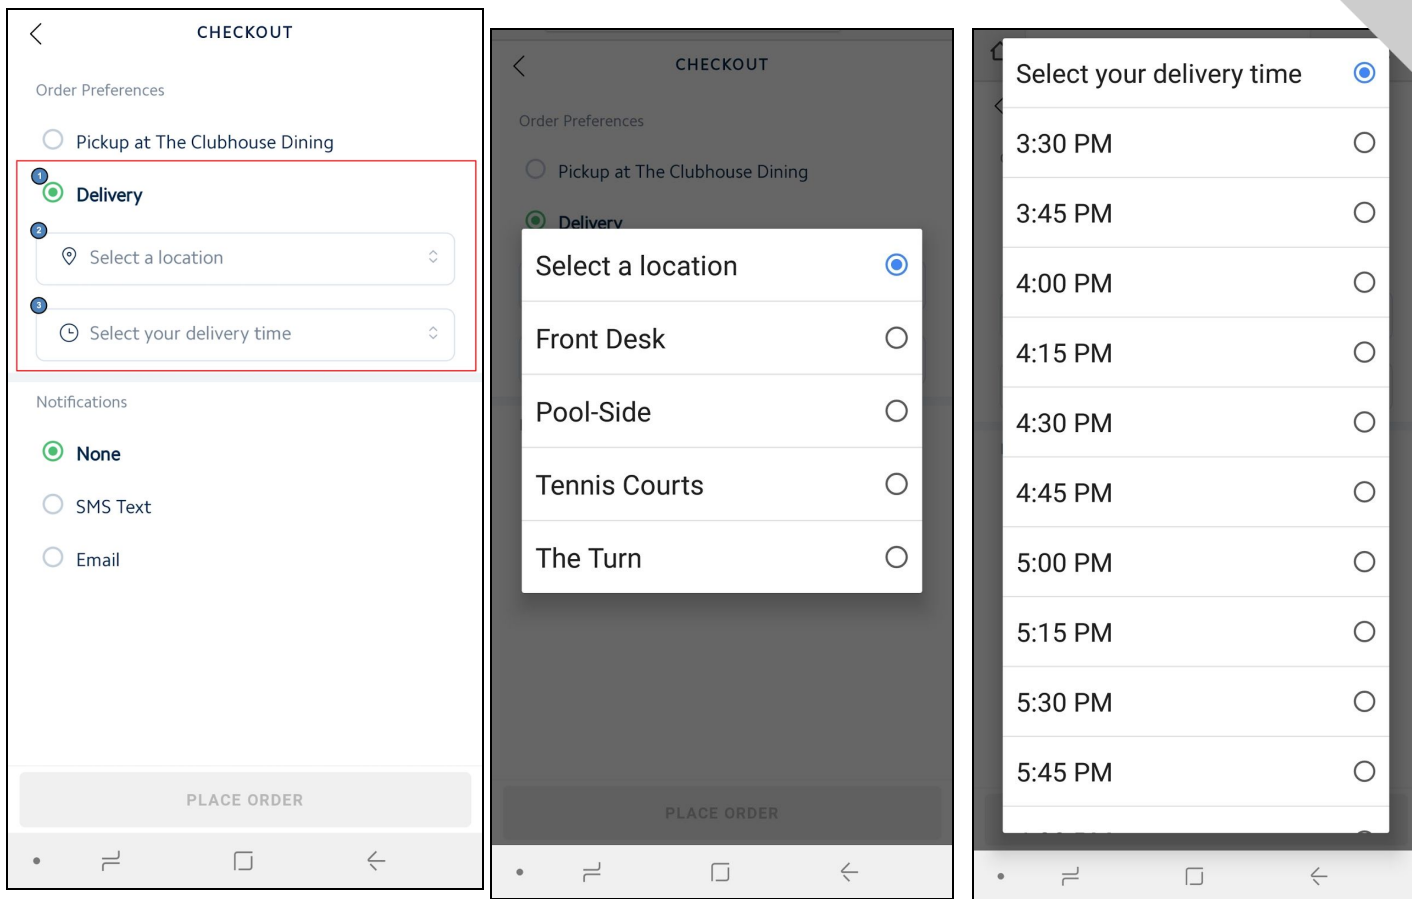 CHECKOUT
Order Preferences
Pickup at The Clubhouse Dining
1
Delivery
2
Select a location
3
Select your delivery time
Notifications
None
SMS Text
Email
PLACE ORDER
CHECKOUT
Order Preferences
Pickup at The Clubhouse Dining
Delivery
Select a location
Front Desk
Pool-Side
Tennis Courts
The Turn
PLACE ORDER
Select your delivery time
3:30 PM
3:45 PM
4:00 PM
4:15 PM
4:30 PM
4:45 PM
5:00 PM
5:15 PM
5:30 PM
5:45 PM